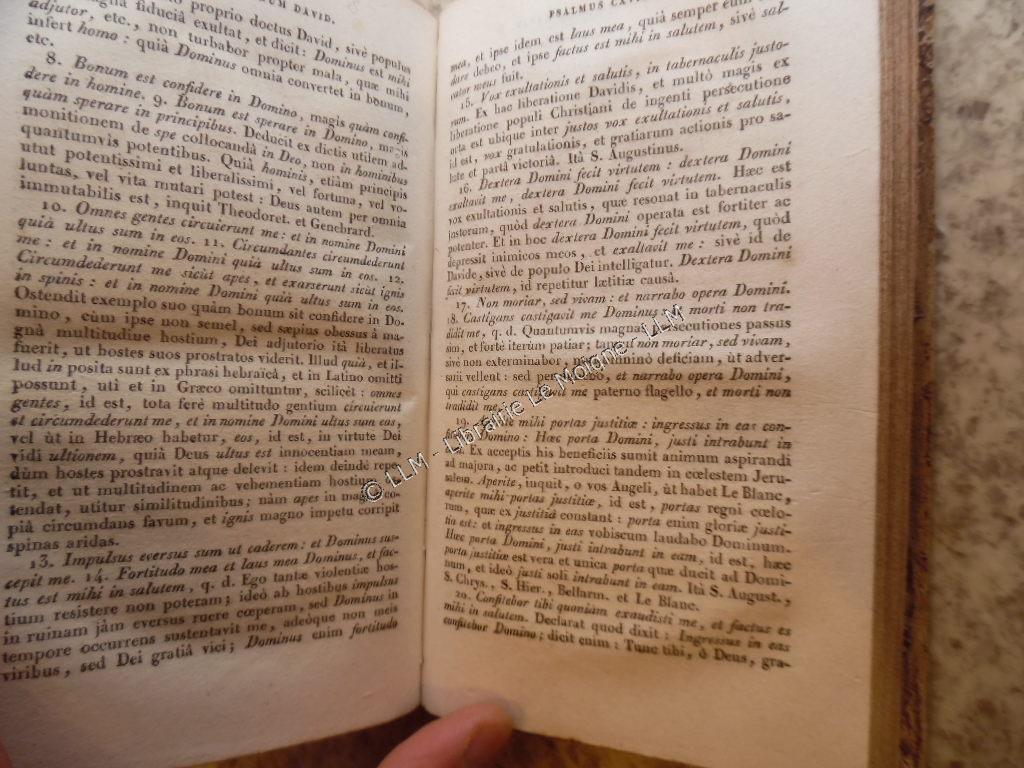 UM DAVID.
proprio doctus David, sivè populus
magnâ fiduciâ exultat, et dicit: Dominus est mihi
adjutor, etc., non turbabor propter mala, quæ mihi
infert homo : quià Dominus omnia convertet in bonum,
etc.
8. Bonum est confidere in Domino, magis quàm confi-
dere in homine. 9. Bonum est sperare in Domino, magis
quàm sperare in principibus. Deducit ex dictis utilem ad-
monitionem de spe collocandâ in Deo, non in hominibus
quantumvis potentibus. Quià hominis, etiàm principis
utut potentissimi et liberalissimi, vel fortuna, vel vo-
luntas, vel vita mutari potest : Deus autem per omnia
immutabilis est, inquit Theodoret. et Genebrard.
10. Omnes gentes circuierunt me : et in nomine Domini
quià ultus sum in eos. 11. Circumdantes circumdederunt
me : et in nomine Domini quià ultus sum in eos. 12.
Circumdederunt me sicùt apes, et exarserunt sicùt ignis
in spinis : et in nomine Domini quià ultus sum in eos.
Ostendit exemplo suo quàm bonum sit confidere in Do-
mino, cùm ipse non semel, sed sæpius obsessus à ma-
gnâ multitudine hostium, Dei adjutorio ità liberatus
fuerit, ut hostes suos prostratos viderit. Illud quià, et il-
lud in posita sunt ex phrasi hebraïcâ, et in Latino omitti
possunt, utì et in Græco omittuntur, scilicèt : omnes
gentes, id est, tota ferè multitudo gentium circuierunt
et circumdederunt me, et in nomine Domini ultus sum eos,
vel ùt in Hebræo habetur, eos, id est, in virtute Dei
vidi ultionem, quià Deus ultus est innocentiam meam,
dùm hostes prostravit atque delevit : idem deindè repe-
tit, et ut multitudinem ac vehementiam hostium
tendat, utitur similitudinibus; nàm apes in magnâ co-
piâ circumdans favum, et ignis magno impetu corripit
spinas aridas.
13. Impulsus eversus sum ut caderem : et Dominus sus-
cepit me. 14. Fortitudo mea et laus mea Dominus, et fac-
tus est mihi in salutem, q. d. Ego tantæ violentiæ hos-
tium resistere non poteram; ideò ab hostibus impulsus
in ruinam jàm eversus ruere cœperam, sed Dominus in
tempore occurrens sustentavit me, adeòque non meis
viribus, sed Dei gratiâ vici; Dominus enim fortitudo
PSALMUS CXVI
mea, et ipse idem est laus mea, quià semper eum
dare debeo, et ipse factus est mihi in salutem, sivè sal-
vator meus fuit.
15. Vox exultationis et salutis, in tabernaculis justo-
rum. Ex hac liberatione Davidis, et multò magis ex
liberatione populi Christjani de ingenti persecutione
orta est ubique inter justos vox exultationis et salutis,
id est, vox gratulationis, et gratiarum actionis pro sa-
lute et partâ victoriâ. Ità S. Augustinus.
16. Dextera Domini fecit virtutem : dextera Domini
exaltavit me, dextera Domini fecit virtutem. Hæc est
vox exultationis et salutis, quæ resonat in tabernaculis
justorum, quòd dextera Domini operata est fortiter ac
potenter. Et in hoc dextera Domini fecit virtutem, quòd
depressit inimicos meos, et exaltavit me : sivè id de
Davide, sivè de populo Dei intelligatur. Dextera Domini
fecit virtutem, id repetitur lætitiæ causâ.
17. Non moriar, sed vivam : et narrabo opera Domini.
18. Castigans castigavit me Dominus : et morti non tra-
didit me, q. d. Quantumvis magnas persecutiones passus
sim, et fortè iterùm patiar; tamen non moriar, sed vivam,
sivè non exterminabor, nec omninò deficiam, ùt adver-
sarii vellent : sed perdurabo, et narrabo opera Domini,
qui castigans castigavit me paterno flagello, et morti non
tradidit me.
19. Aperite mihi portas justitiæ : ingressus in eas con-
Domino : Hæc porta Domini, justi intrabunt in
Ex acceptis his beneficiis sumit animum aspirandi
ad majora, ac petit introduci tandem in cœlestem Jeru-
salem. Aperite, inquit, o vos Angeli, ùt habet Le Blanc,
aperite mihi portas justitiæ, id est, portas regni cœlo-
rum, quæ ex justitiâ constant : porta enim gloriæ justi-
tia est : et ingressus in eas vobiscum laudabo Dominum.
Hæc porta Domini, justi intrabunt in eam, id est, hæc
porta justitiæ est vera et unica porta quæ ducit ad Domi-
num, et ideò justi soli intrabunt in eam. Ità S. August.,
S. Chrys., S. Hier., Bellarm. et Le Blanc.
20. Confitebor tibi quoniam exaudisti me, et factus es
mihi in salutem. Declarat quod dixit : Ingressus in eas
confitebor Domino; dicit enim : Tunc tibi, ô Deus, gra-
© LLM - Librairie Le Moigne - LLM